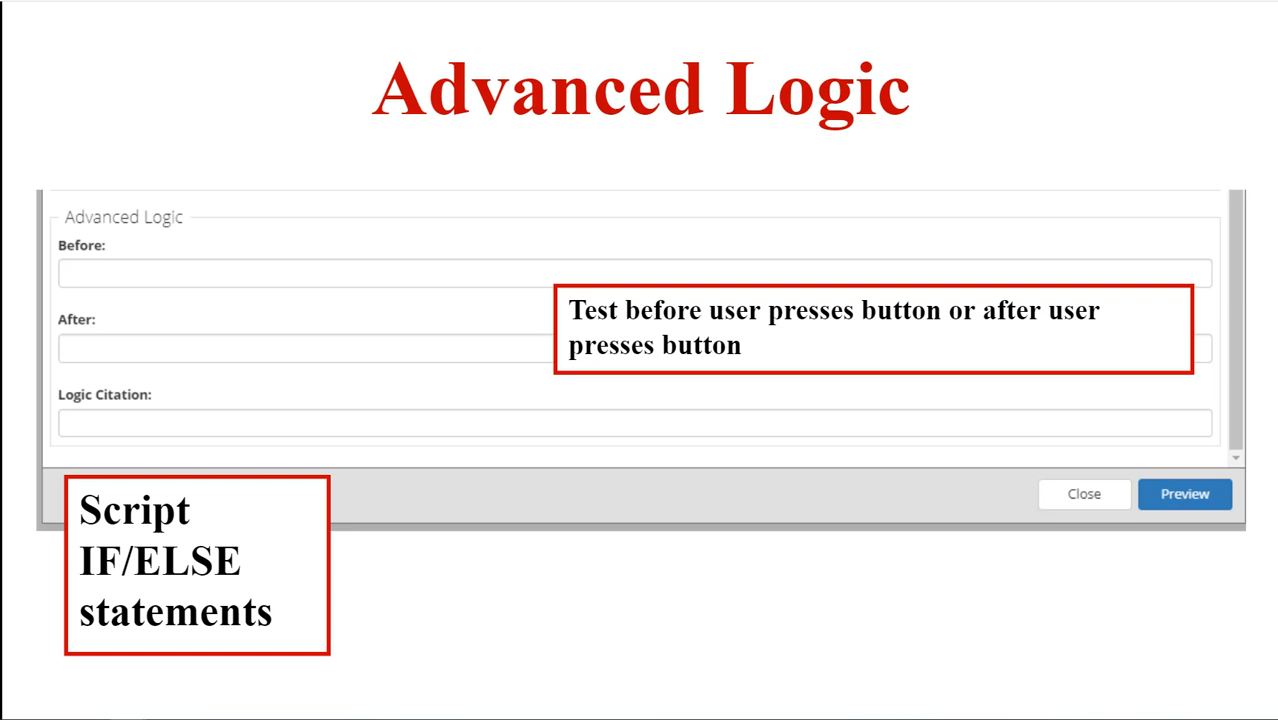 Advanced Logic
Advanced Logic
Before:
Test before user presses button or after user
presses button
After:
Logic Citation:
Close
Preview
Script
IF/ELSE
statements